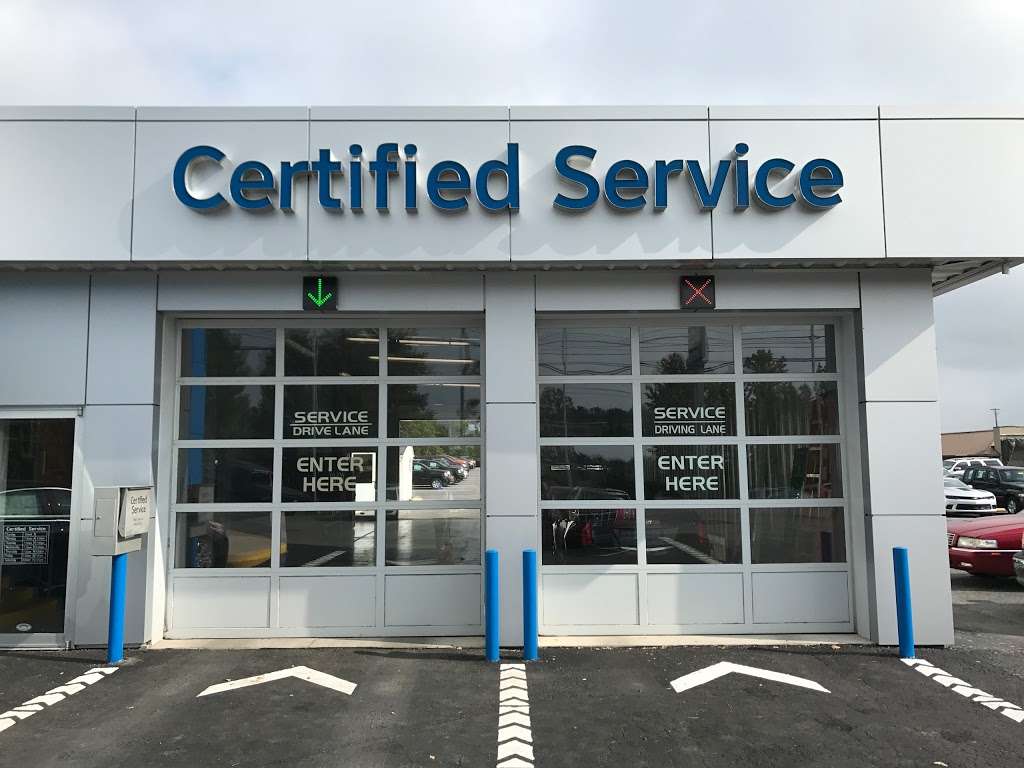 Certified Service
SERVICE
DRIVE LANE
ENTER
HERE
SERVICE
DRIVING LANE
ENTER
HERE
Certified
Service
Certified Service